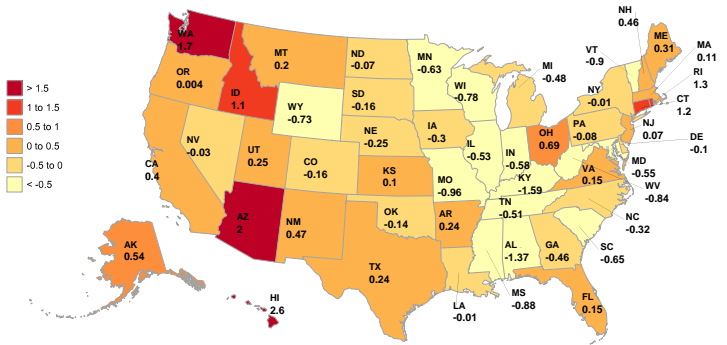 > 1.5
1 to 1.5
0.5 to 1
0 to 0.5
-0.5 to 0
< -0.5
WA
1.7
OR
0.004
CA
0.4
ID
1.1
NV
-0.03
MT
0.2
WY
-0.73
UT
0.25
AZ
2
CO
-0.16
NM
0.47
ND
-0.07
SD
-0.16
NE
-0.25
KS
0.1
OK
-0.14
TX
0.24
MN
-0.63
IA
-0.3
MO
-0.96
AR
0.24
LA
-0.01
WI
-0.78
IL
-0.53
MI
-0.48
IN
-0.58
OH
0.69
KY
-1.59
TN
-0.51
MS
-0.88
AL
-1.37
GA
-0.46
FL
0.15
SC
-0.65
NC
-0.32
VA
0.15
WV
-0.84
MD
-0.55
DE
-0.1
PA
-0.08
NJ
0.07
NY
-0.01
CT
1.2
RI
1.3
MA
0.11
VT
-0.9
NH
0.46
ME
0.31
AK
0.54
HI
2.6